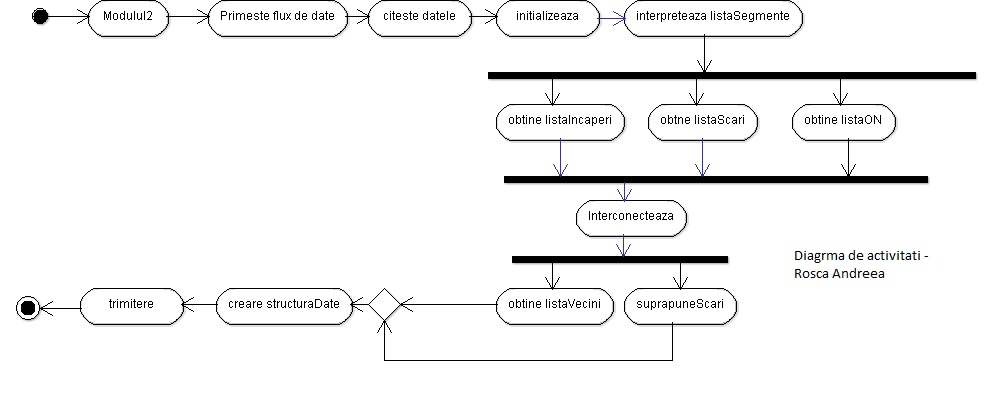 Modulul2
Primeste flux de date
citeste datele
initializeaza
interpreteaza listaSegmente
obtine listaIncaperi
obtne listaScari
obtine listaON
Interconecteaza
Diagrma de activitati -
Rosca Andreea
trimitere
creare structuraDate
obtine listaVecini
suprapuneScari